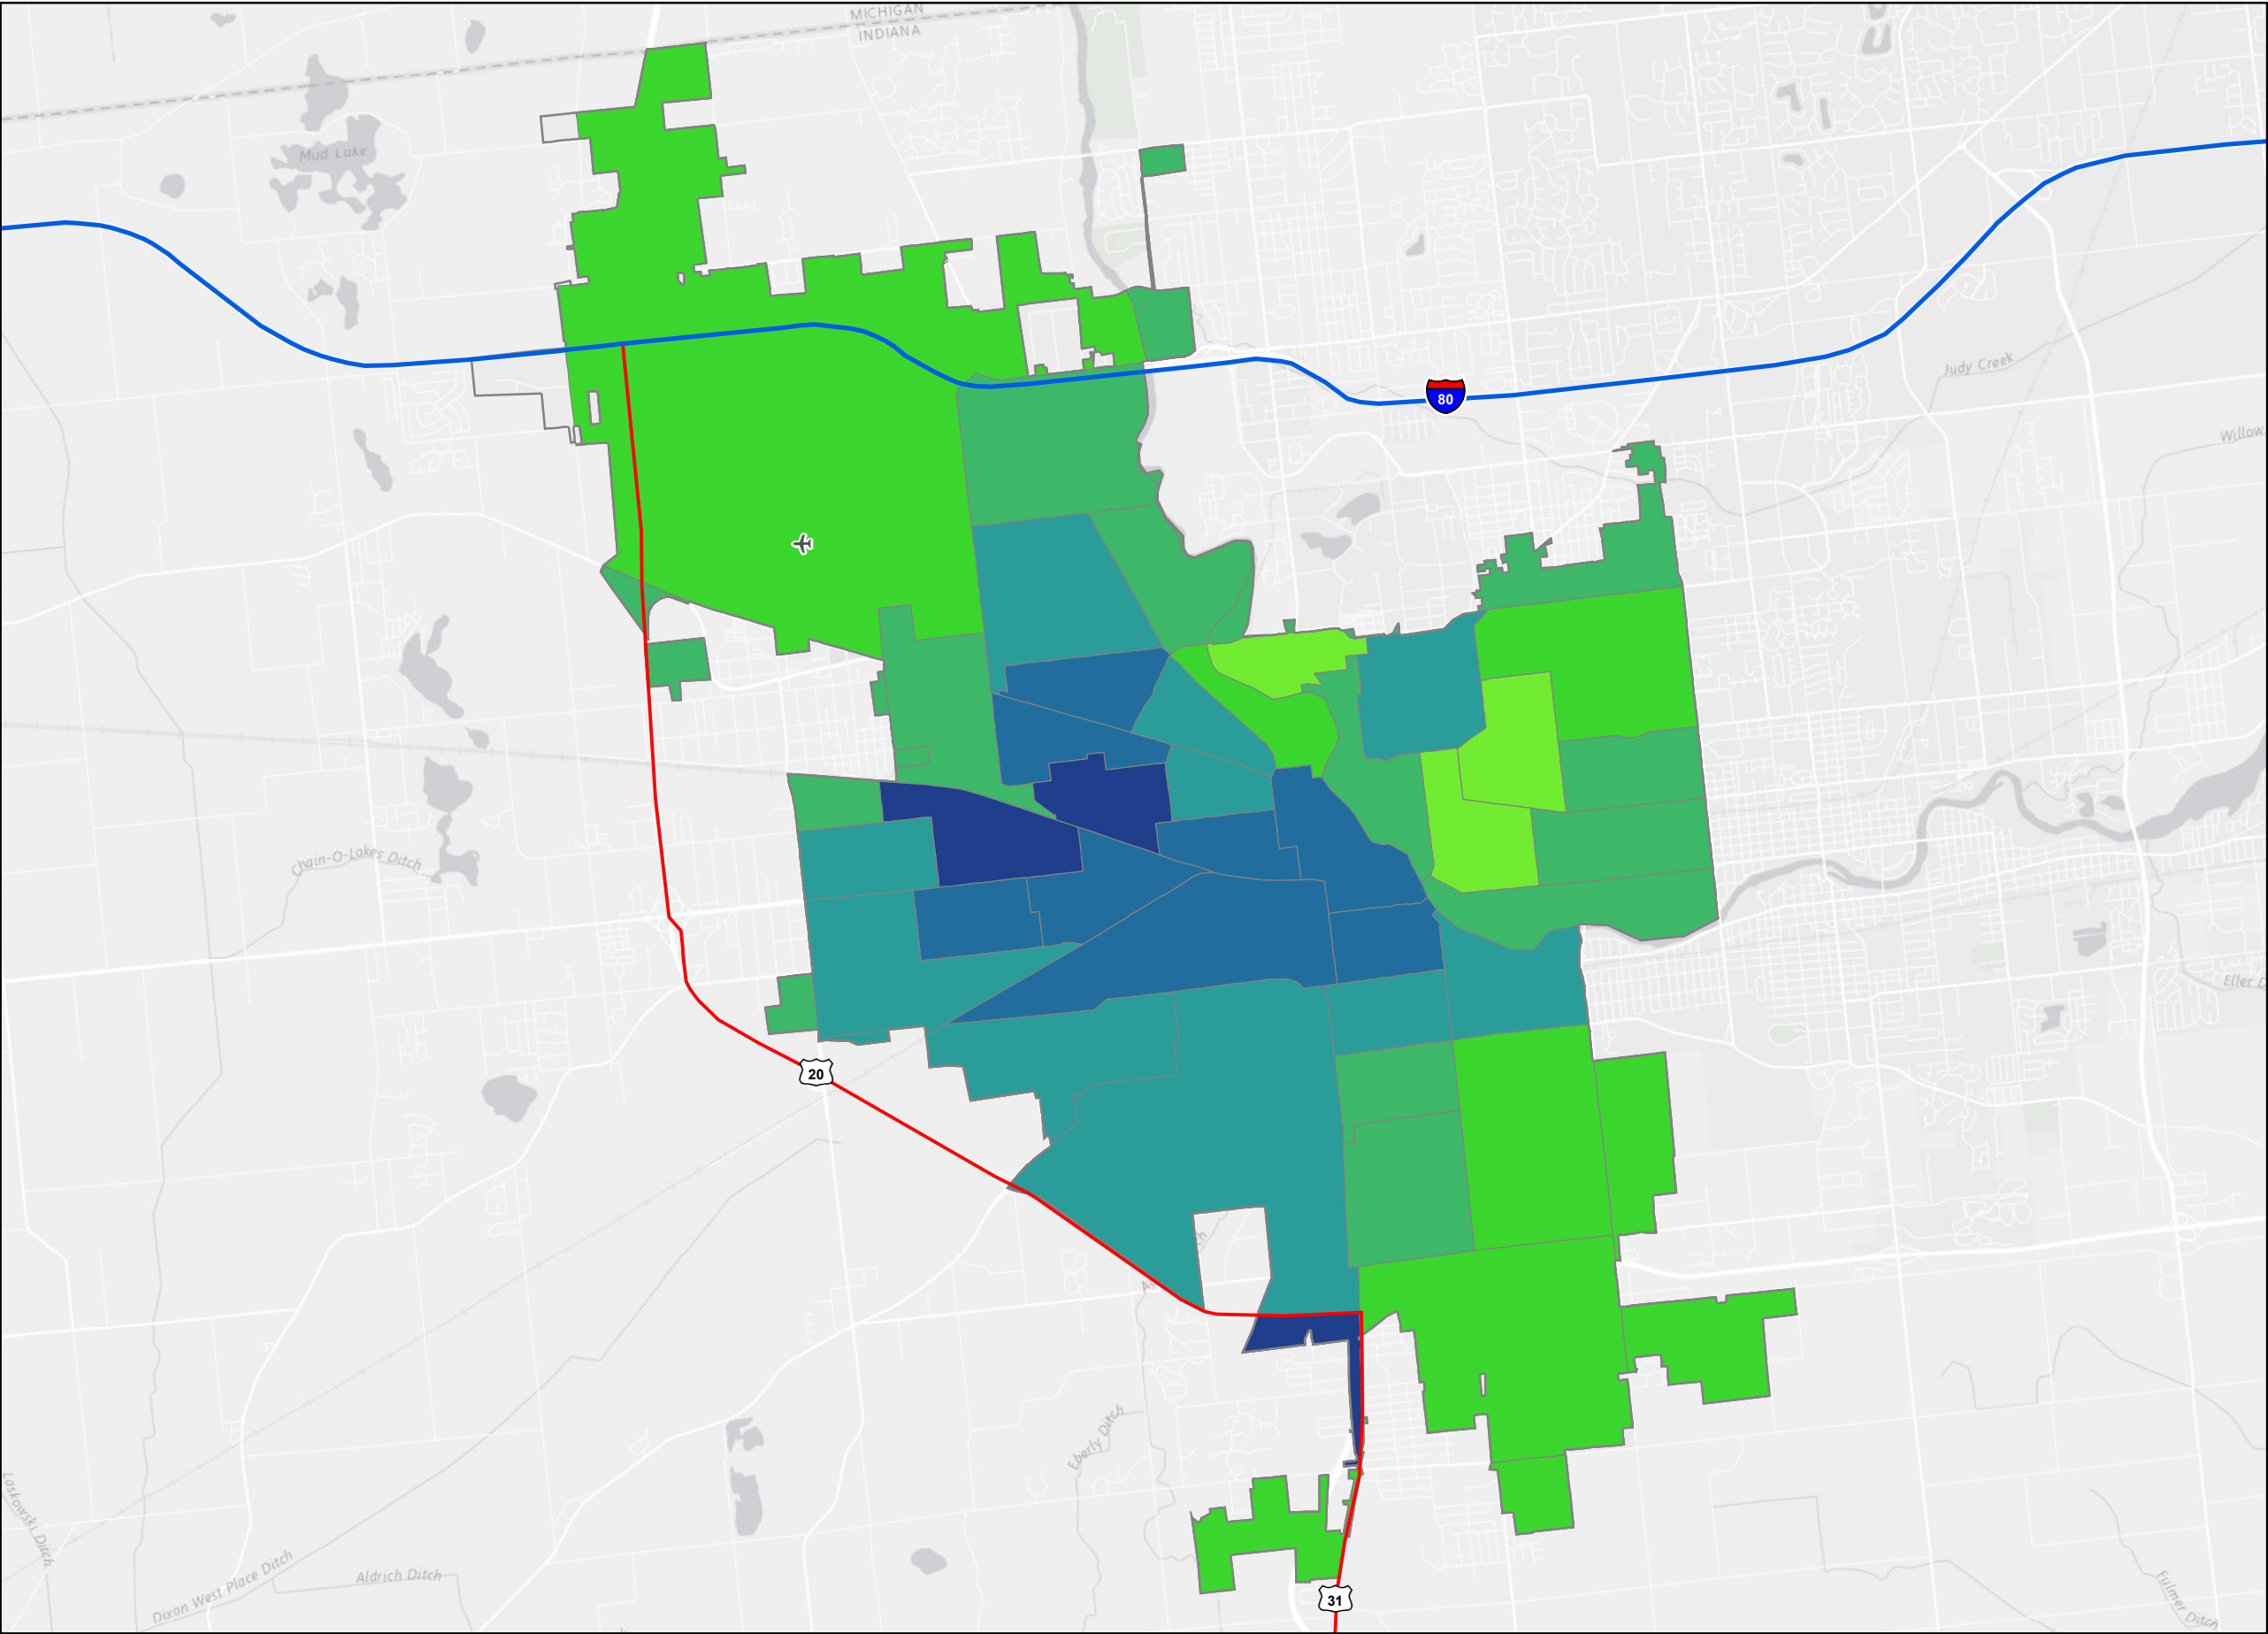 MICHIGAN
INDIANA
Mud Lake
Judy Creek
80
Willow
Chain-O-Lakes Ditch
Eller D
20
Eberly Ditch
Laskowski Ditch
Dixon West Place Ditch
Aldrich Ditch
31
Fulmer Ditch